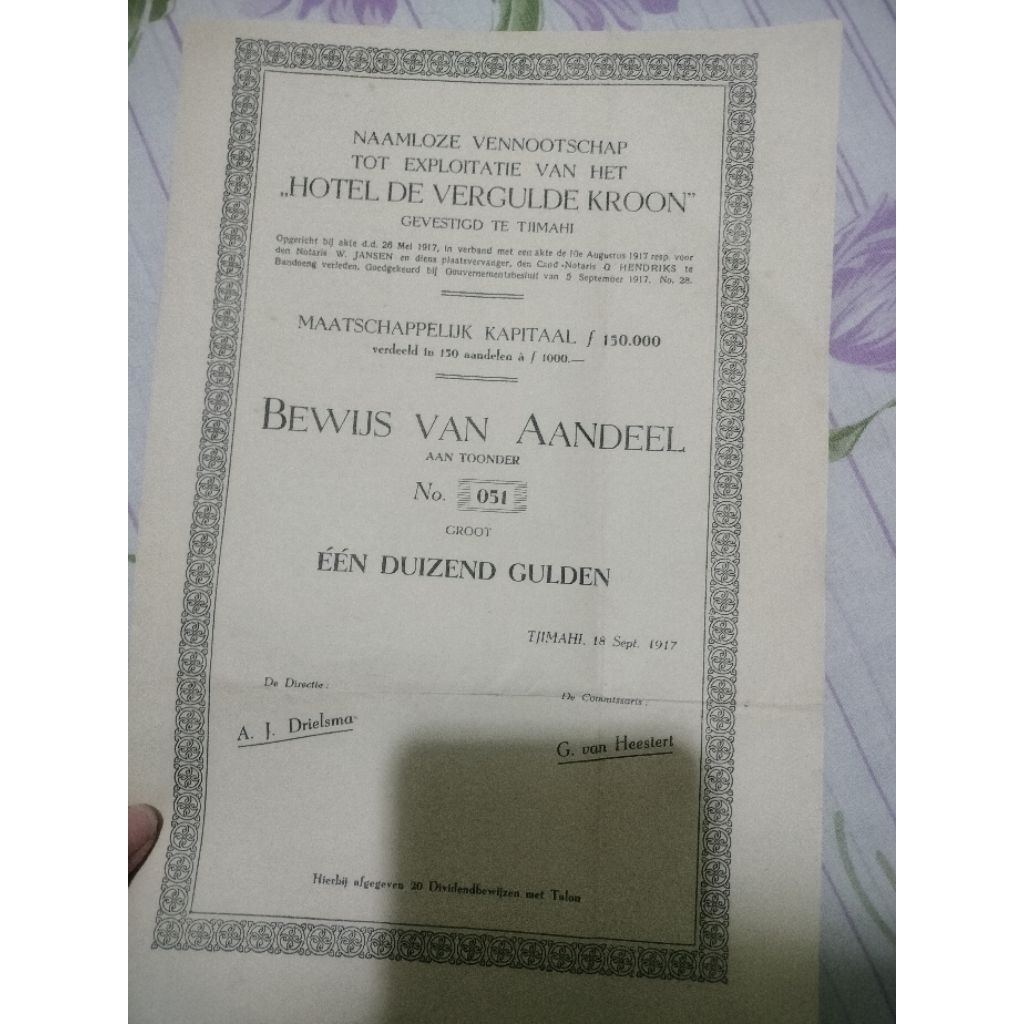 NAAMLOZE VENNOOTSCHAP
TOT EXPLOITATIE VAN HET
„HOTEL DE VERGULDE KROON”
GEVESTIGD TE TJIMAHI
Opgericht bij akte d.d. 26 Mei 1917, in verband met een akte de 10e Augustus 1917 resp. voor
den Notaris W. JANSEN en diens plaatsvervanger, den Cand.-Notaris G HENDRIKS te
Bandoeng verleden. Goedgekeurd bij Gouvernementsbesluit van 5 September 1917, No. 28.
MAATSCHAPPELIJK KAPITAAL f 150.000
verdeeld in 150 aandelen à f 1000.—
BEWIJS VAN AANDEEL
AAN TOONDER
No. 051
GROOT
ÉÉN DUIZEND GULDEN
TJIMAHI, 18 Sept. 1917
De Directie:
De Commissaris:
A. J. Drielsma
G. van Heestert
Hierbij afgegeven 20 Dividendbewijzen met Talon